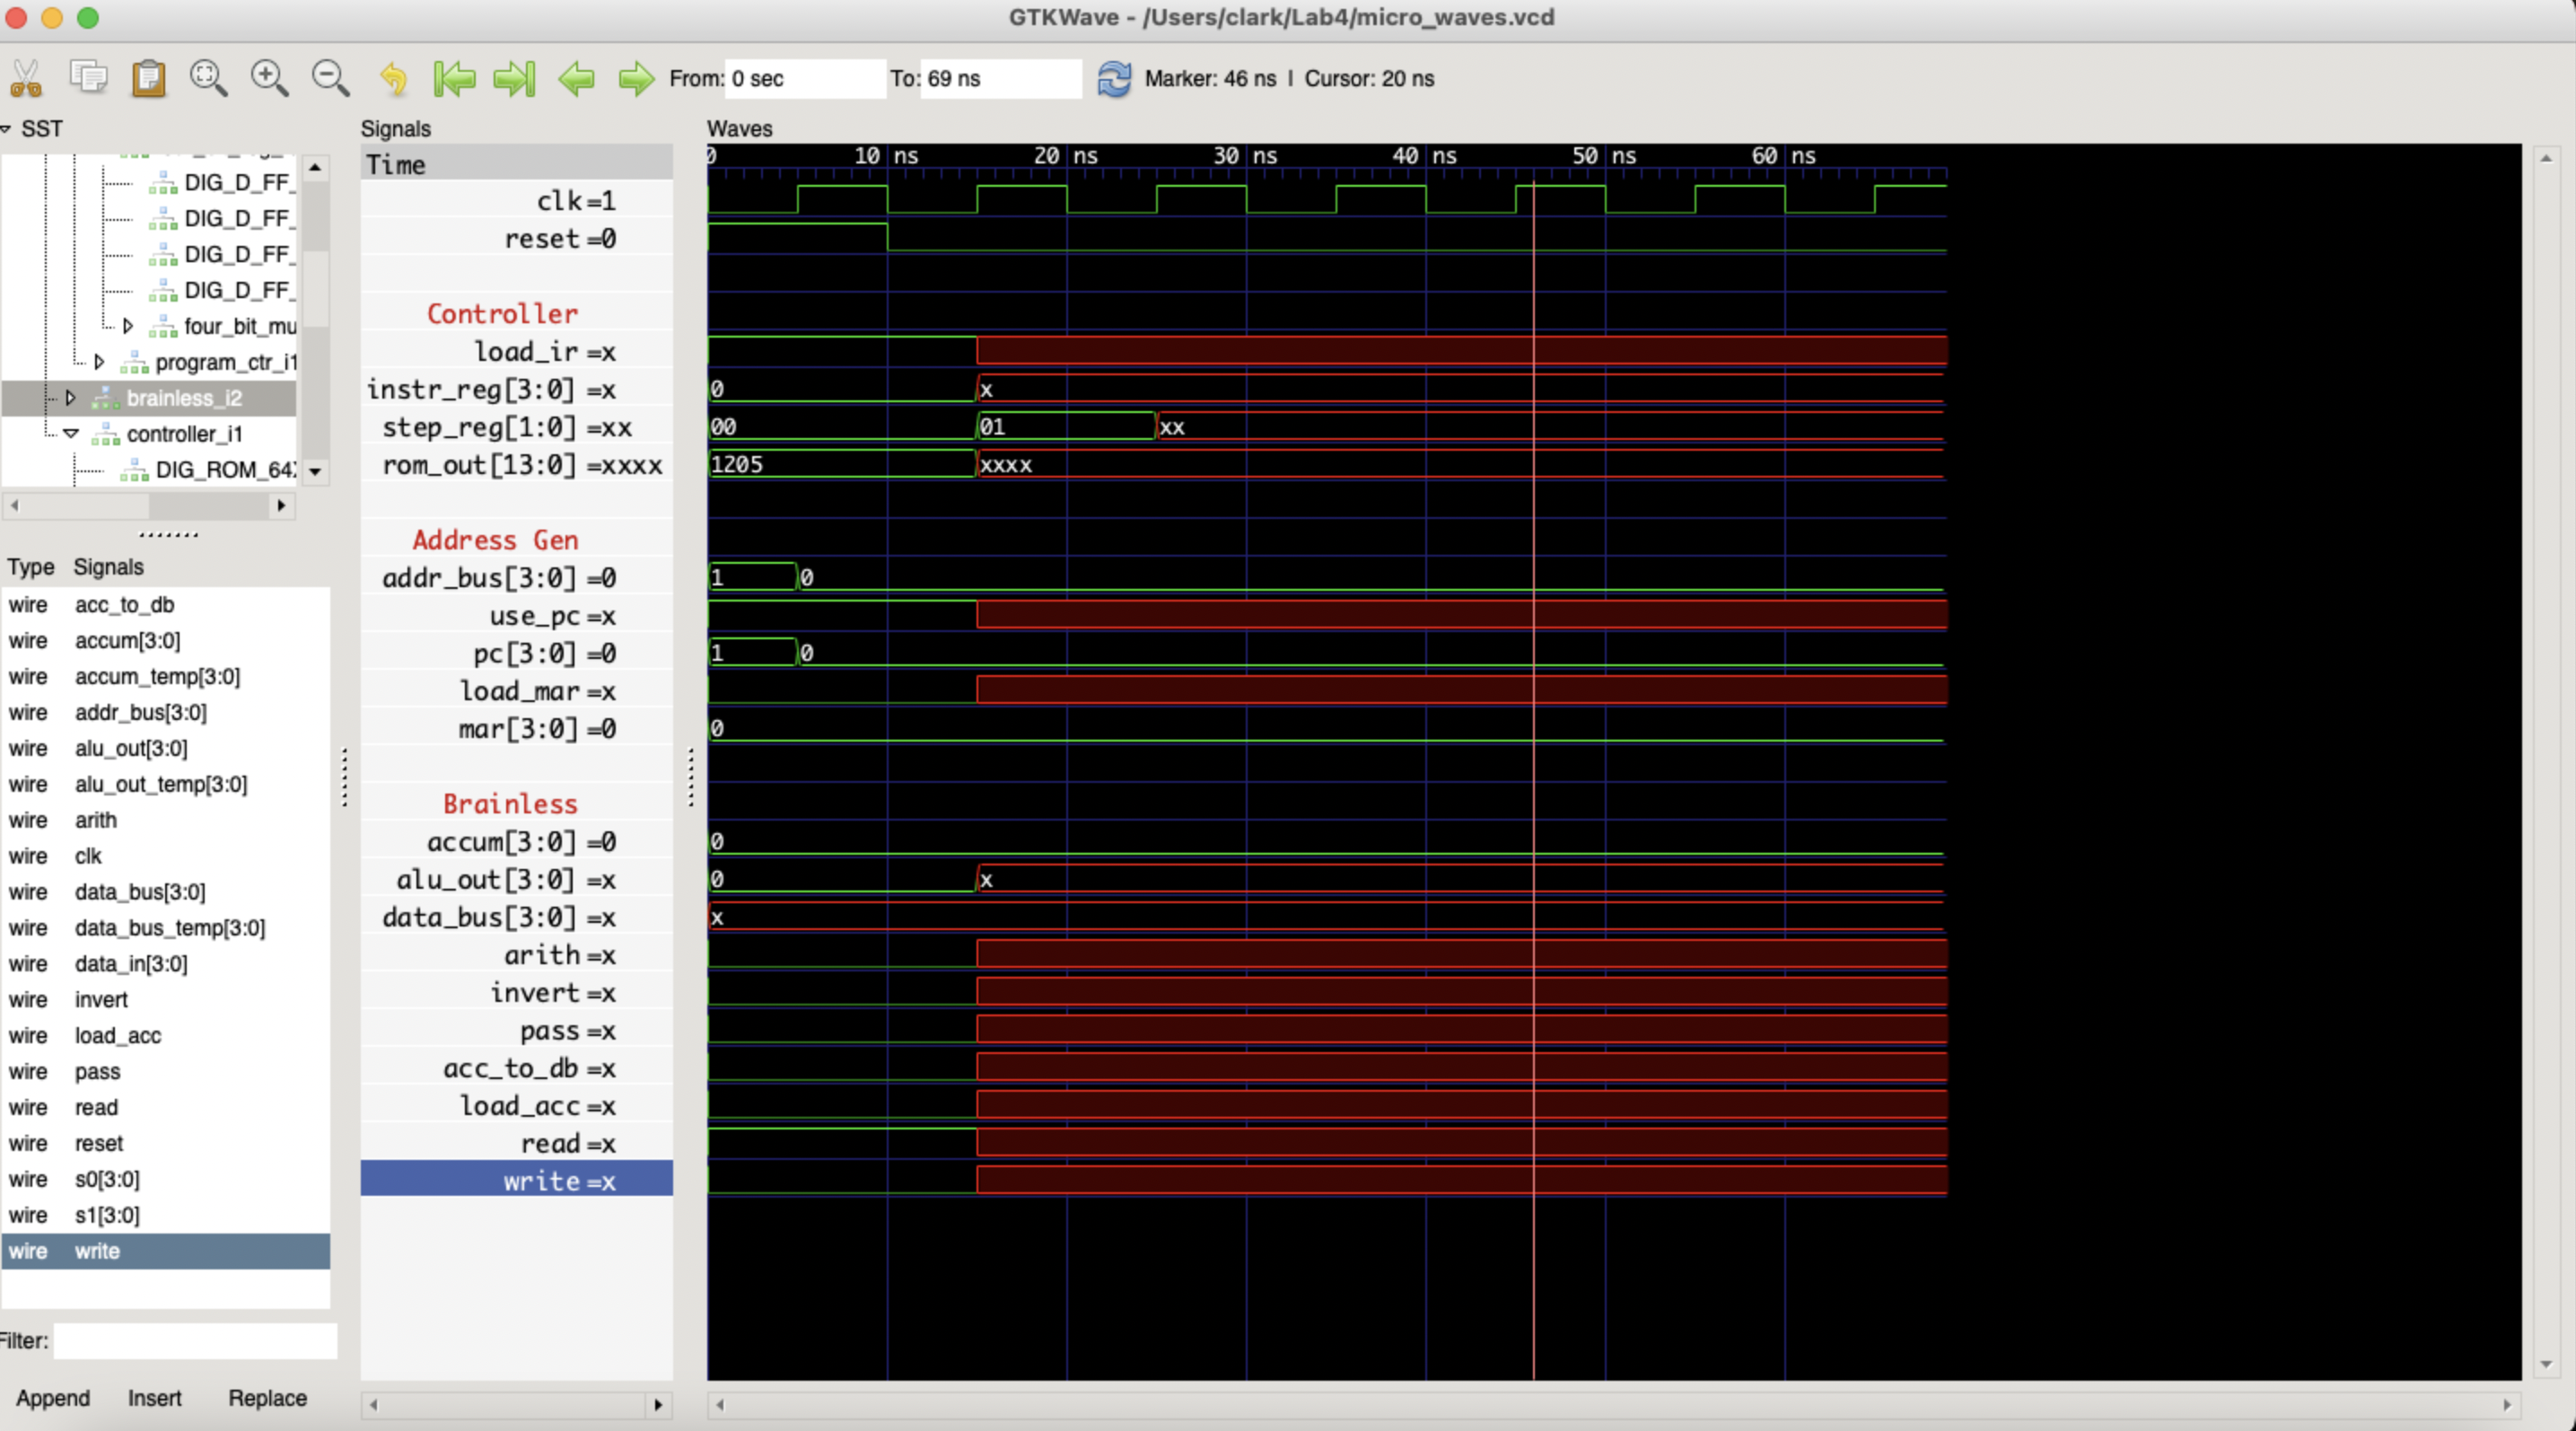 GTKWave - /Users/clark/Lab4/micro_waves.vcd
From: 0 sec To: 69 ns Marker: 46 ns | Cursor: 20 ns
SST
DIG_D_FF_
DIG_D_FF_
DIG_D_FF_
DIG_D_FF_
four_bit_mu
program_ctr_i1
brainless_i2
controller_i1
DIG_ROM_64X
Type Signals
wire acc_to_db
wire accum[3:0]
wire accum_temp[3:0]
wire addr_bus[3:0]
wire alu_out[3:0]
wire alu_out_temp[3:0]
wire arith
wire clk
wire data_bus[3:0]
wire data_bus_temp[3:0]
wire data_in[3:0]
wire invert
wire load_acc
wire pass
wire read
wire reset
wire s0[3:0]
wire s1[3:0]
wire write
Filter:
Append Insert Replace
Signals
Time
clk=1
reset=0
Controller
load_ir=x
instr_reg[3:0]=x
step_reg[1:0]=xx
rom_out[13:0]=xxxx
Address Gen
addr_bus[3:0]=0
use_pc=x
pc[3:0]=0
load_mar=x
mar[3:0]=0
Brainless
accum[3:0]=0
alu_out[3:0]=x
data_bus[3:0]=x
arith=x
invert=x
pass=x
acc_to_db=x
load_acc=x
read=x
write=x
Waves
0 10 ns 20 ns 30 ns 40 ns 50 ns 60 ns
0 x
00 01 xx
1205 xxxx
1 0
1 0
0
0
0 x
x